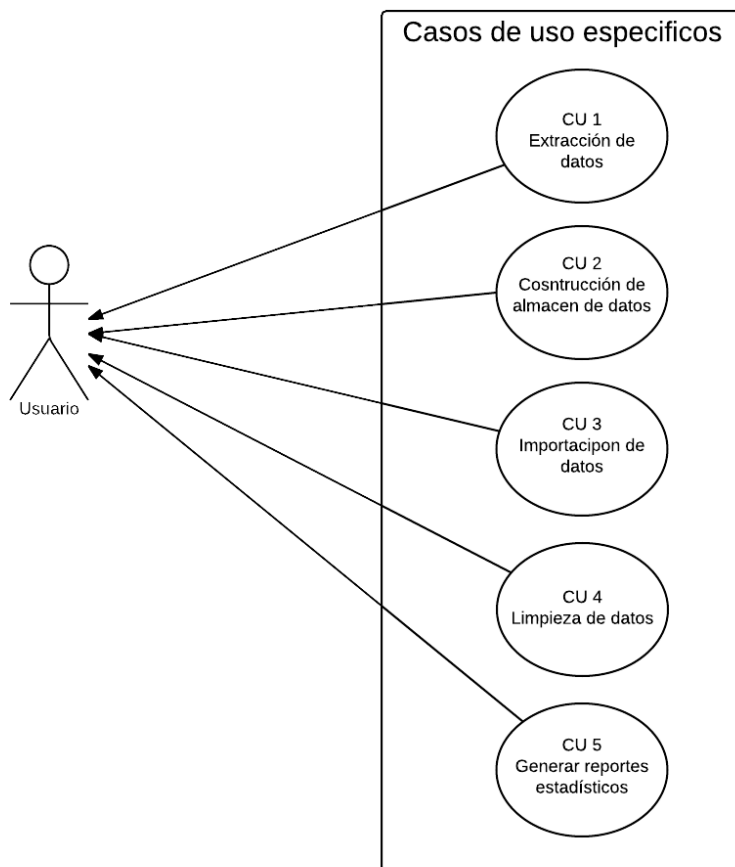 Casos de uso especificos
CU 1
Extracción de
datos
CU 2
Cosntrucción de
almacen de datos
Usuario
CU 3
Importacipon de
datos
CU 4
Limpieza de datos
CU 5
Generar reportes
estadísticos